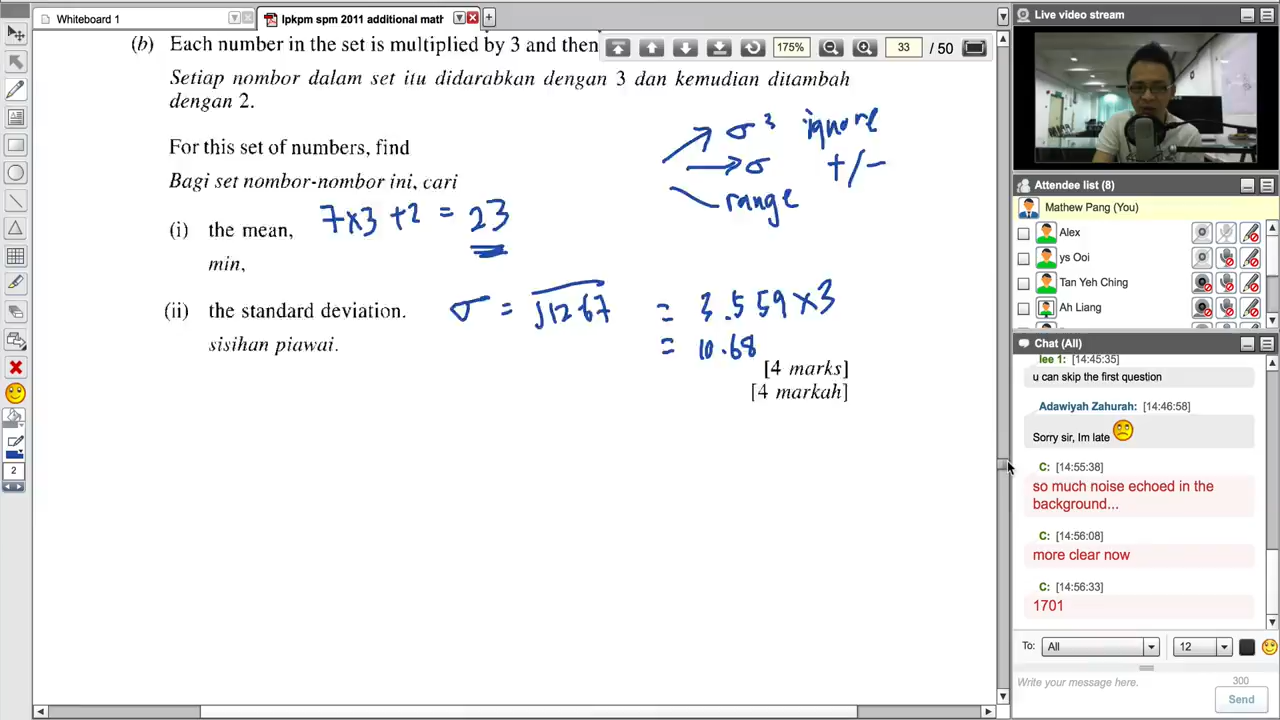 Whiteboard 1
lpkpm spm 2011 additional matl
Live video stream
175%
33 / 50
(b) Each number in the set is multiplied by 3 and then
Setiap nombor dalam set itu didarabkan dengan 3 dan kemudian ditambah
dengan 2.
σ² ignore
For this set of numbers, find
σ +/−
Bagi set nombor-nombor ini, cari
range
7×3 +2 = 23
(i) the mean,
min,
(ii) the standard deviation. σ = √12.67 = 3.559 × 3
sisihan piawai. = 10.68
[4 marks]
[4 markah]
2
Attendee list (8)
Mathew Pang (You)
Alex
ys Ooi
Tan Yeh Ching
Ah Liang
Chat (All)
lee 1: [14:45:35]
u can skip the first question
Adawiyah Zahurah: [14:46:58]
Sorry sir, Im late
C: [14:55:38]
so much noise echoed in the
background...
C: [14:56:08]
more clear now
C: [14:56:33]
1701
To: All 12
Write your message here.
300
Send